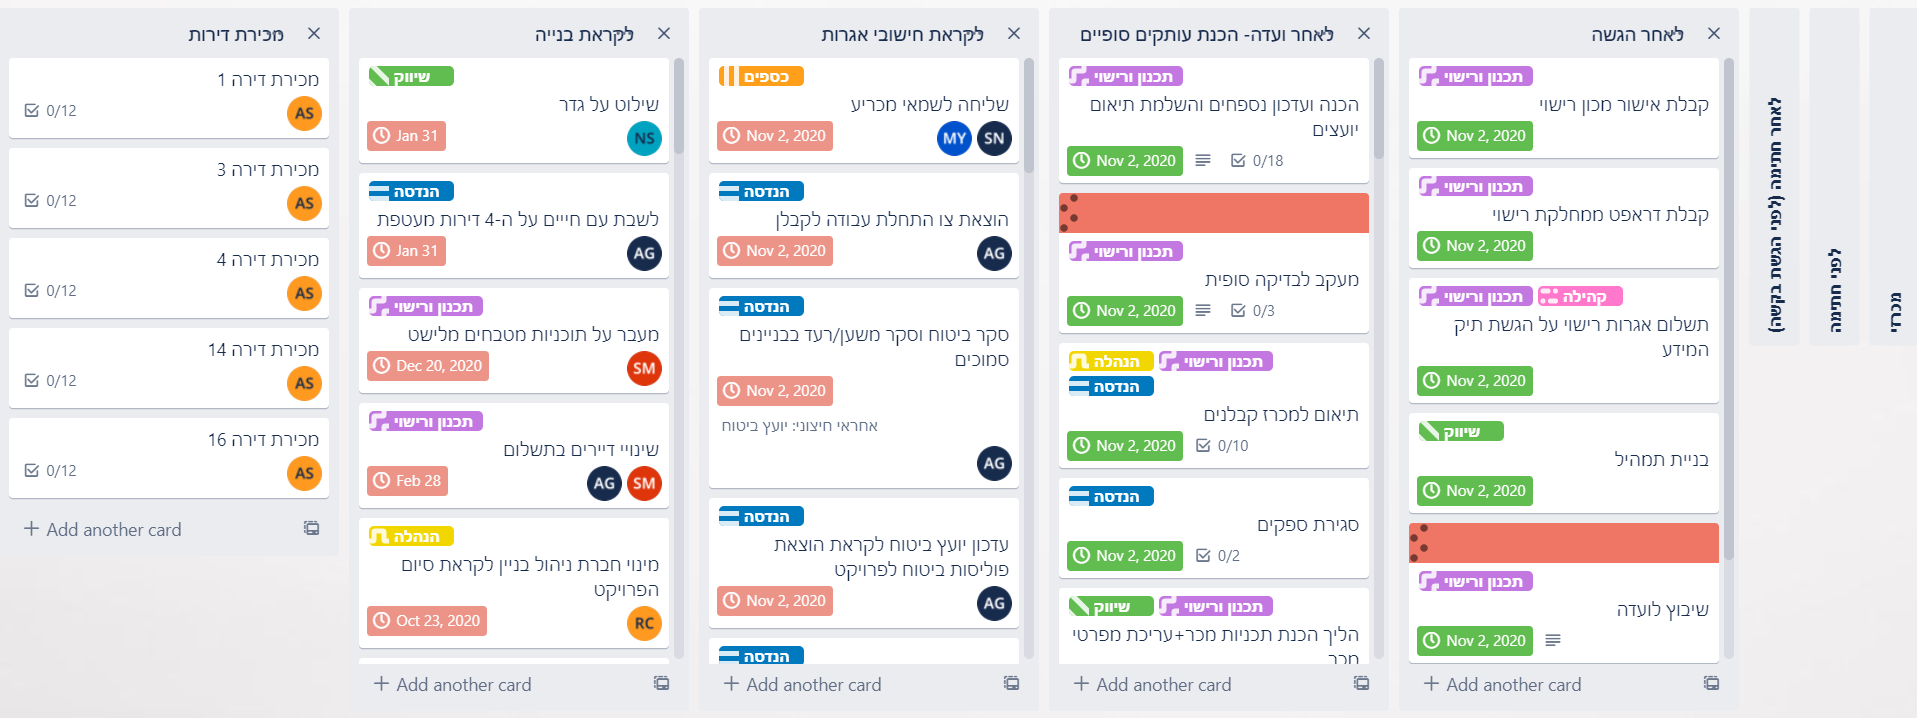 מכירת דירות
מכירת דירה 1
0/12
AS
מכירת דירה 3
0/12
AS
מכירת דירה 4
0/12
AS
מכירת דירה 14
0/12
AS
מכירת דירה 16
0/12
AS
+ Add another card
לקראת בנייה
שיווק
שילוט על גדר
Jan 31
NS
הנדסה
לשבת עם חיים על ה-4 דירות מעטפת
Jan 31
AG
תכנון ורישוי
מעבר על תוכניות מטבחים מלישט
Dec 20, 2020
SM
תכנון ורישוי
שינויי דיירים בתשלום
Feb 28
AG SM
הנהלה
מינוי חברת ניהול בניין לקראת סיום
הפרויקט
Oct 23, 2020
RC
+ Add another card
לקראת חישובי אגרות
כספים
שליחה לשמאי מכריע
Nov 2, 2020
MY SN
הנדסה
הוצאת צו התחלת עבודה לקבלן
Nov 2, 2020
AG
הנדסה
סקר ביטוח וסקר משען/רעד בבניינים
סמוכים
Nov 2, 2020
אחראי חיצוני: יועץ ביטוח
AG
הנדסה
עדכון יועץ ביטוח לקראת הוצאת
פוליסות ביטוח לפרויקט
Nov 2, 2020
AG
הנדסה
+ Add another card
לאחר ועדה- הכנת עותקים סופיים
תכנון ורישוי
הכנה ועדכון נספחים והשלמת תיאום
יועצים
Nov 2, 2020 0/18
תכנון ורישוי
מעקב לבדיקה סופית
Nov 2, 2020 0/3
הנהלה תכנון ורישוי
הנדסה
תיאום למכרז קבלנים
Nov 2, 2020 0/10
הנדסה
סגירת ספקים
Nov 2, 2020 0/2
שיווק תכנון ורישוי
הליך הכנת תכניות מכר+עריכת מפרטי
מכר
+ Add another card
לאחר הגשה
תכנון ורישוי
קבלת אישור מכון רישוי
Nov 2, 2020
תכנון ורישוי
קבלת דראפט ממחלקת רישוי
Nov 2, 2020
תכנון ורישוי קהילה
תשלום אגרות רישוי על הגשת תיק
המידע
Nov 2, 2020
שיווק
בניית תמהיל
Nov 2, 2020
תכנון ורישוי
שיבוץ לועדה
Nov 2, 2020
+ Add another card
לאחר חתימה (לפני הגשת בקשה)
לפני חתימה
מכרזי